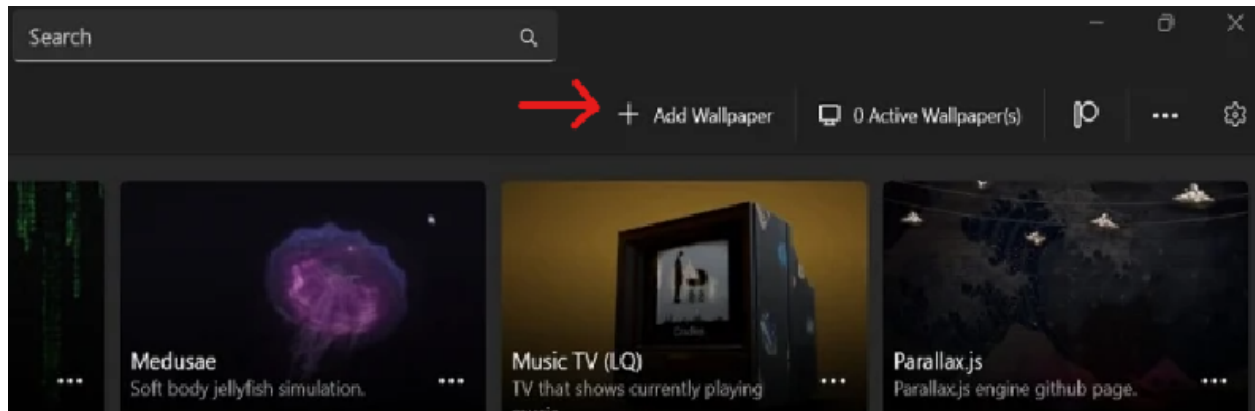 Search
Add Wallpaper
0 Active Wallpaper(s)
Medusae
Soft body jellyfish simulation.
Music TV (LQ)
TV that shows currently playing
music.
Parallax.js
Parallax.js engine github page.